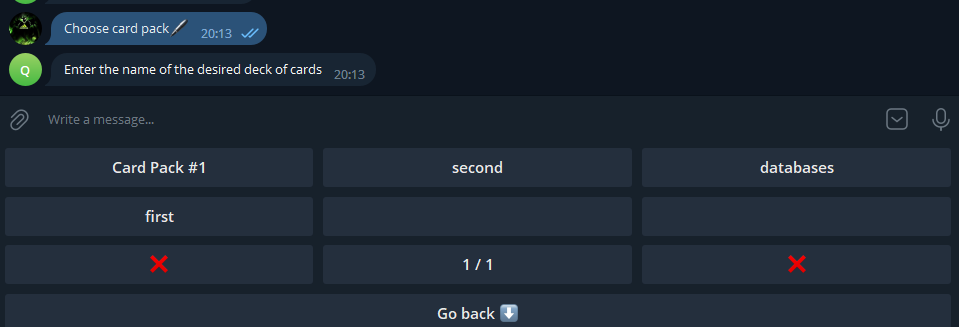 Choose card pack🖋 20:13
Q
Enter the name of the desired deck of cards 20:13
Write a message...
Card Pack #1 second databases
first
❌ 1 / 1 ❌
Go back ⬇️